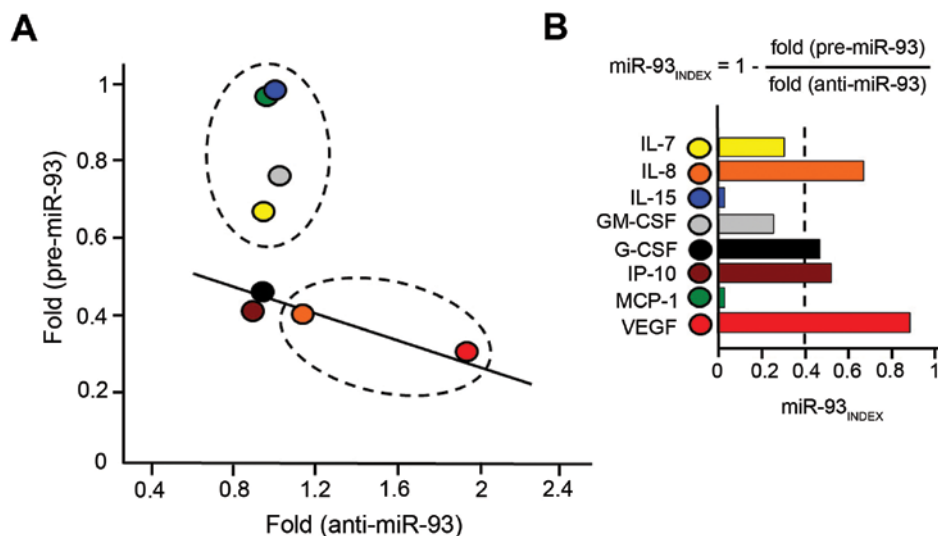 A
Fold (pre-miR-93)
1
0.8
0.6
0.4
0.2
0
0.4 0.8 1.2 1.6 2 2.4
Fold (anti-miR-93)
B
miR-93INDEX = 1 - fold (pre-miR-93)
fold (anti-miR-93)
IL-7
IL-8
IL-15
GM-CSF
G-CSF
IP-10
MCP-1
VEGF
0 0.2 0.4 0.6 0.8 1
miR-93INDEX